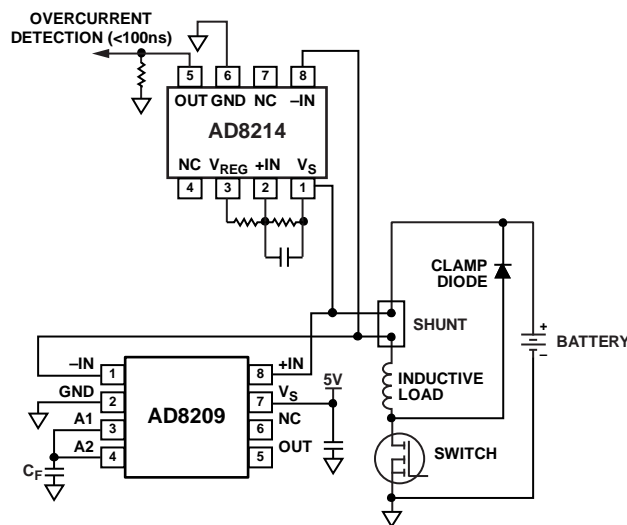 OVERCURRENT
DETECTION (<100ns)
5 6 7 8
OUT GND NC –IN
AD8214
NC VREG +IN VS
4 3 2 1
CLAMP
DIODE
SHUNT
+
BATTERY
–
INDUCTIVE
LOAD
SWITCH
–IN 1 8 +IN
GND 2 7 VS 5V
AD8209
A1 3 6 NC
A2 4 5 OUT
CF